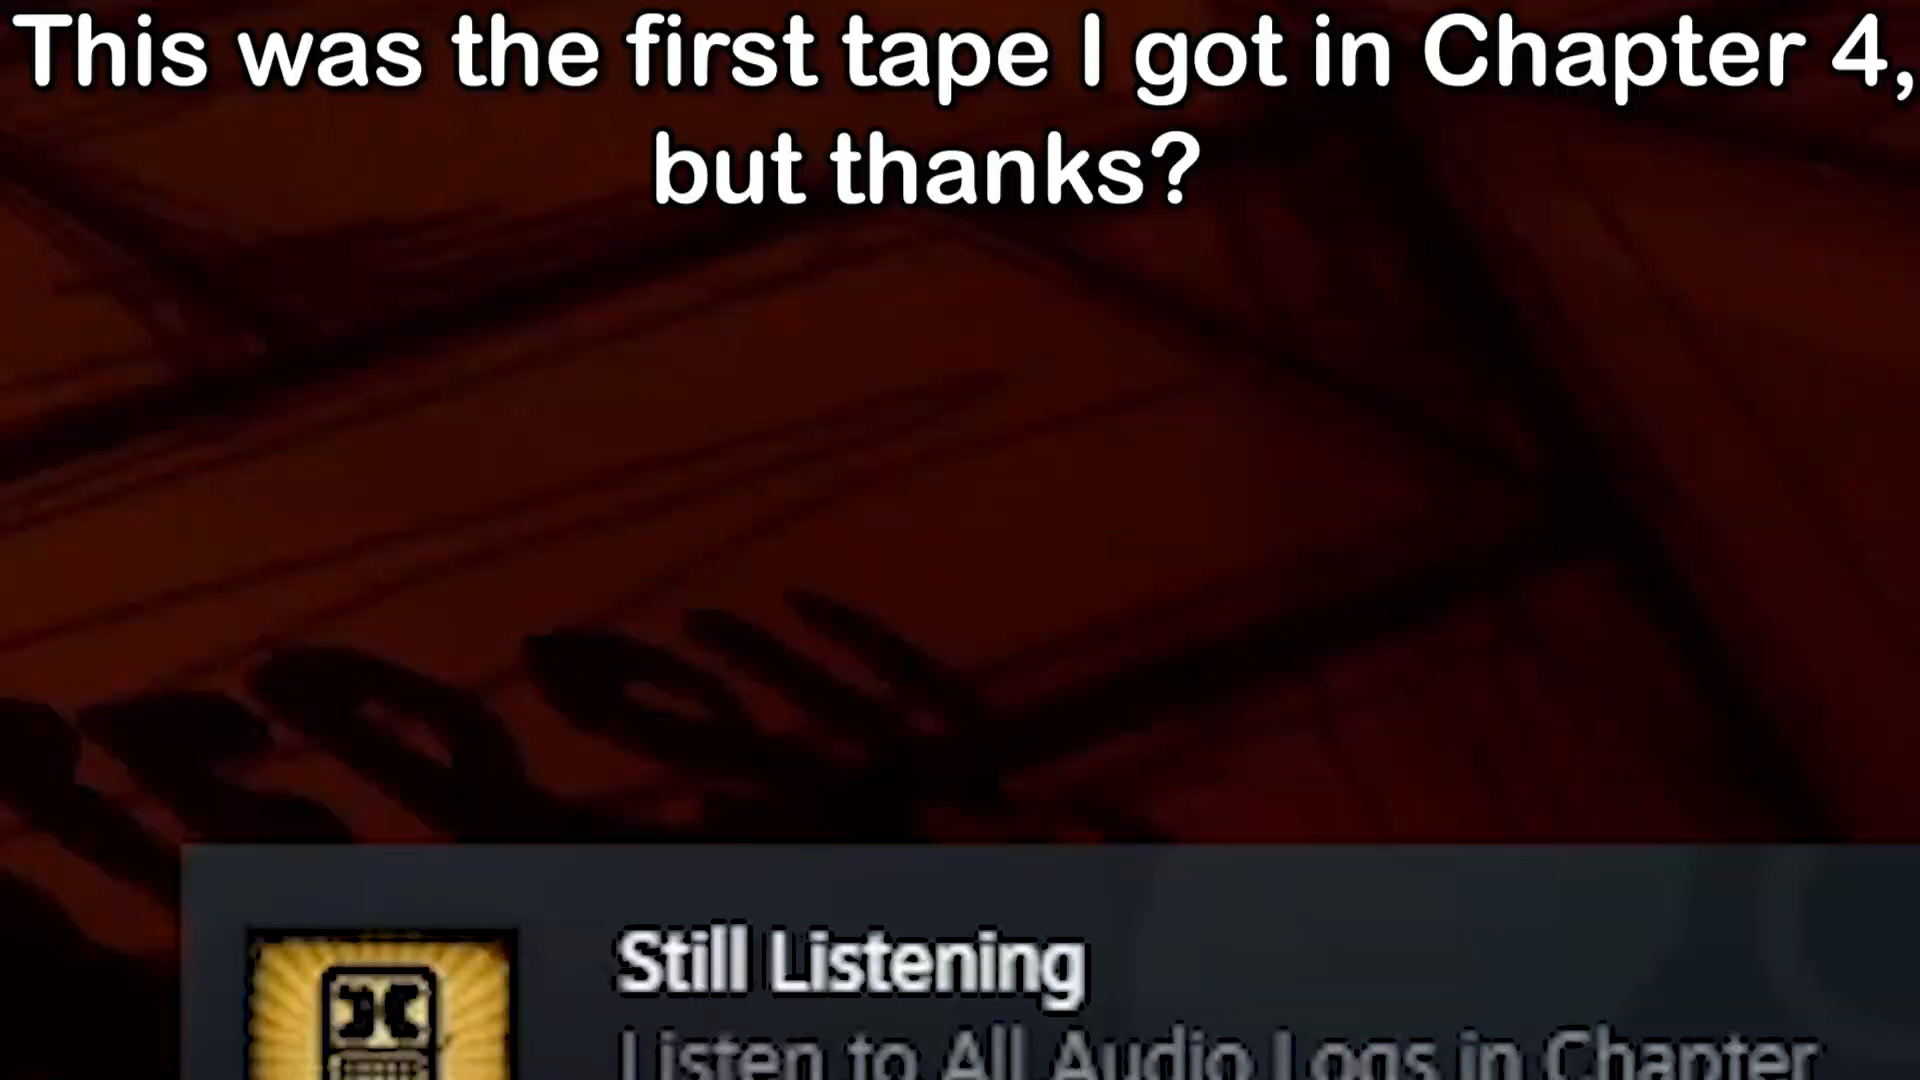 This was the first tape I got in Chapter 4,
but thanks?
Still Listening
Listen to All Audio Logs in Chapter